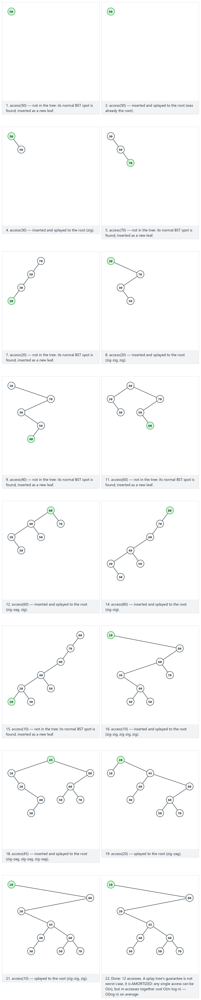 50
50
1. access(50) — not in the tree: its normal BST spot is
found, inserted as a new leaf.
2. access(50) — inserted and splayed to the root (was
already the root).
30
50
30
50
70
4. access(30) — inserted and splayed to the root (zig).
5. access(70) — not in the tree: its normal BST spot is
found, inserted as a new leaf.
70
50
30
20
20
70
30
50
7. access(20) — not in the tree: its normal BST spot is
found, inserted as a new leaf.
8. access(20) — inserted and splayed to the root
(zig-zig, zig).
20
70
30
50
40
40
20 70
30 50
60
9. access(40) — not in the tree: its normal BST spot is
found, inserted as a new leaf.
11. access(60) — not in the tree: its normal BST spot is
found, inserted as a new leaf.
60
40 70
20 50
30
80
70
60
40
20 50
30
12. access(60) — inserted and splayed to the root
(zig-zag, zig).
14. access(80) — inserted and splayed to the root
(zig-zig).
80
70
60
40
20 50
10 30
10
80
60
20 70
40
30 50
15. access(10) — not in the tree: its normal BST spot is
found, inserted as a new leaf.
16. access(10) — inserted and splayed to the root
(zig-zig, zig-zig, zig).
45
10 80
20 60
40 50 70
30
20
10 45
40 80
30 60
50 70
18. access(45) — inserted and splayed to the root
(zig-zag, zig-zag, zig-zag).
19. access(20) — splayed to the root (zig-zag).
10
80
20
45
40 60
30 50 70
10
80
20
45
40 60
30 50 70
21. access(10) — splayed to the root (zig-zig, zig).
22. Done: 12 accesses. A splay tree's guarantee is not
worst-case, it is AMORTIZED: any single access can be
O(n), but m accesses together cost O(m log n) —
O(log n) on average.